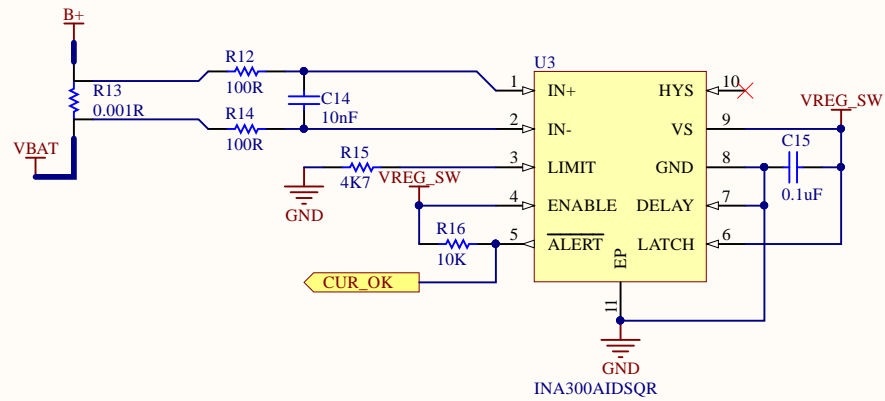 B+
R12
100R
R13
0.001R
C14
10nF
R14
100R
VBAT
R15
4K7
GND
VREG_SW
R16
10K
CUR_OK
U3
1
IN+
HYS
10
2
IN-
VS
9
3
LIMIT
GND
8
4
ENABLE
DELAY
7
5
ALERT
LATCH
6
EP
11
VREG_SW
C15
0.1uF
GND
INA300AIDSQR